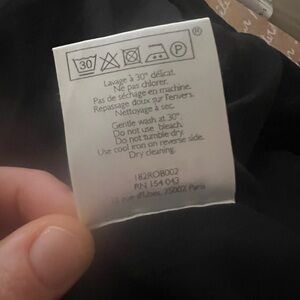 30 P ®
Lavage à 30° délicat.
Ne pas chlorer.
Pas de séchage en machine.
Repassage doux sur l'envers.
Nettoyage à sec.
Gentle wash at 30°
Do not use bleach.
Do not tumble dry.
Use cool iron on reverse side.
Dry cleaning.
182ROB002
RN 154 043
rue d'Uzès, 75002 Paris